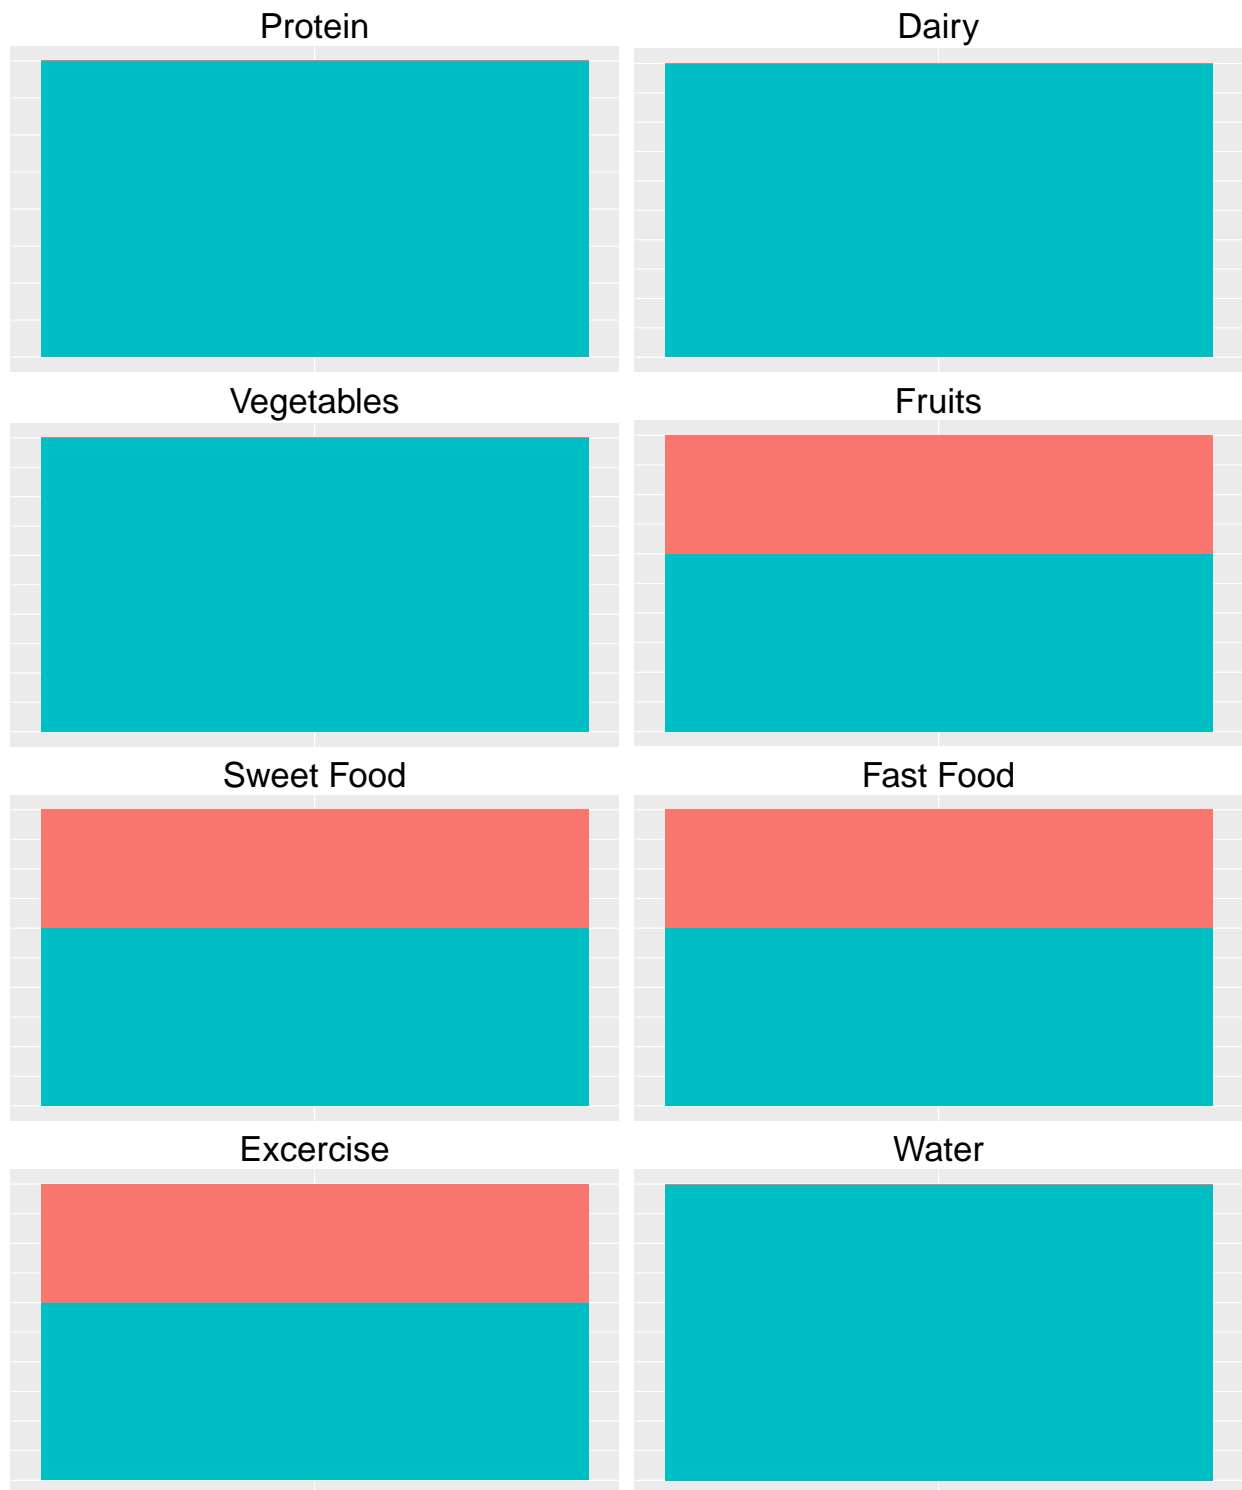 Protein
Dairy
Vegetables
Fruits
Sweet Food
Fast Food
Excercise
Water